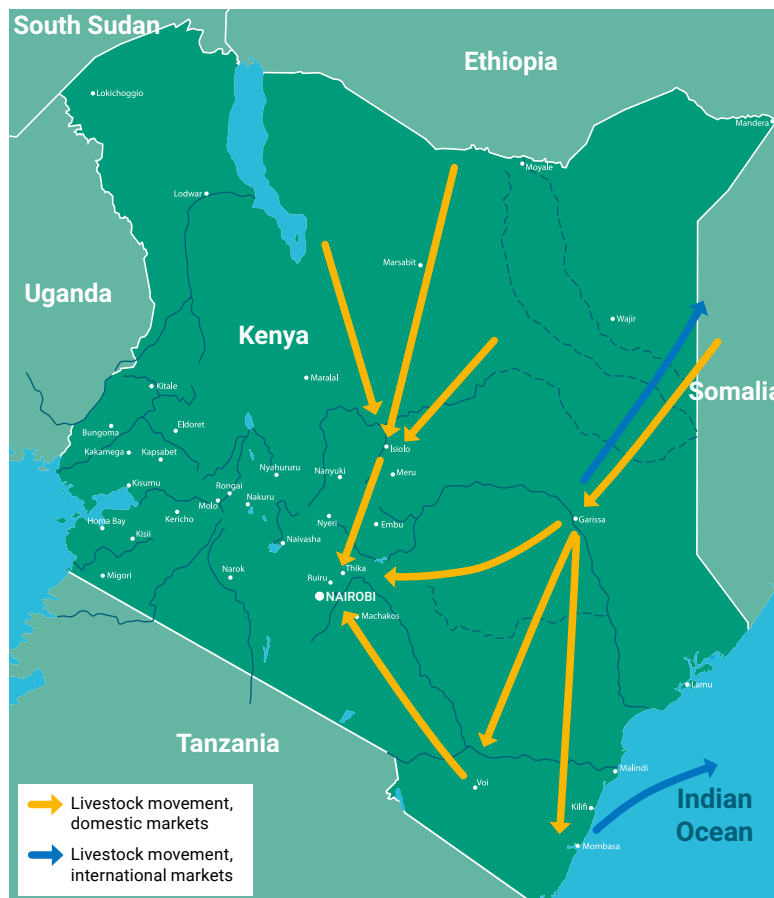 South Sudan
Ethiopia
Lokichoggio
Mandera
Moyale
Lodwar
Marsabit
Uganda
Wajir
Kenya
Maralal
Somalia
Kitale
Eldoret
Bungoma
Isiolo
Kakamega
Kapsabet
Nyahururu
Nanyuki
Meru
Kisumu
Rongai
Molo
Nakuru
Kericho
Nyeri
Embu
Garissa
Homa Bay
Kisii
Naivasha
Migori
Narok
Thika
Ruiru
NAIROBI
Machakos
Lamu
Tanzania
Malindi
Voi
Kilifi
Indian
Ocean
Mombasa
Livestock movement,
domestic markets
Livestock movement,
international markets